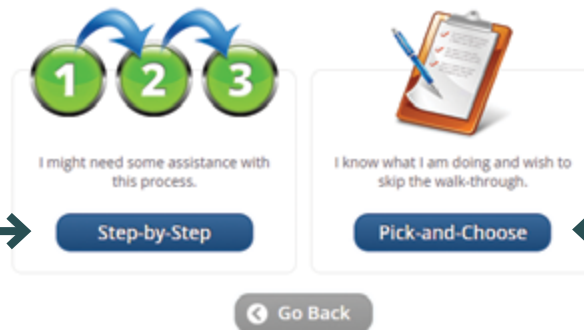 1 2 3
I might need some assistance with
this process.
Step-by-Step
I know what I am doing and wish to
skip the walk-through.
Pick-and-Choose
Go Back